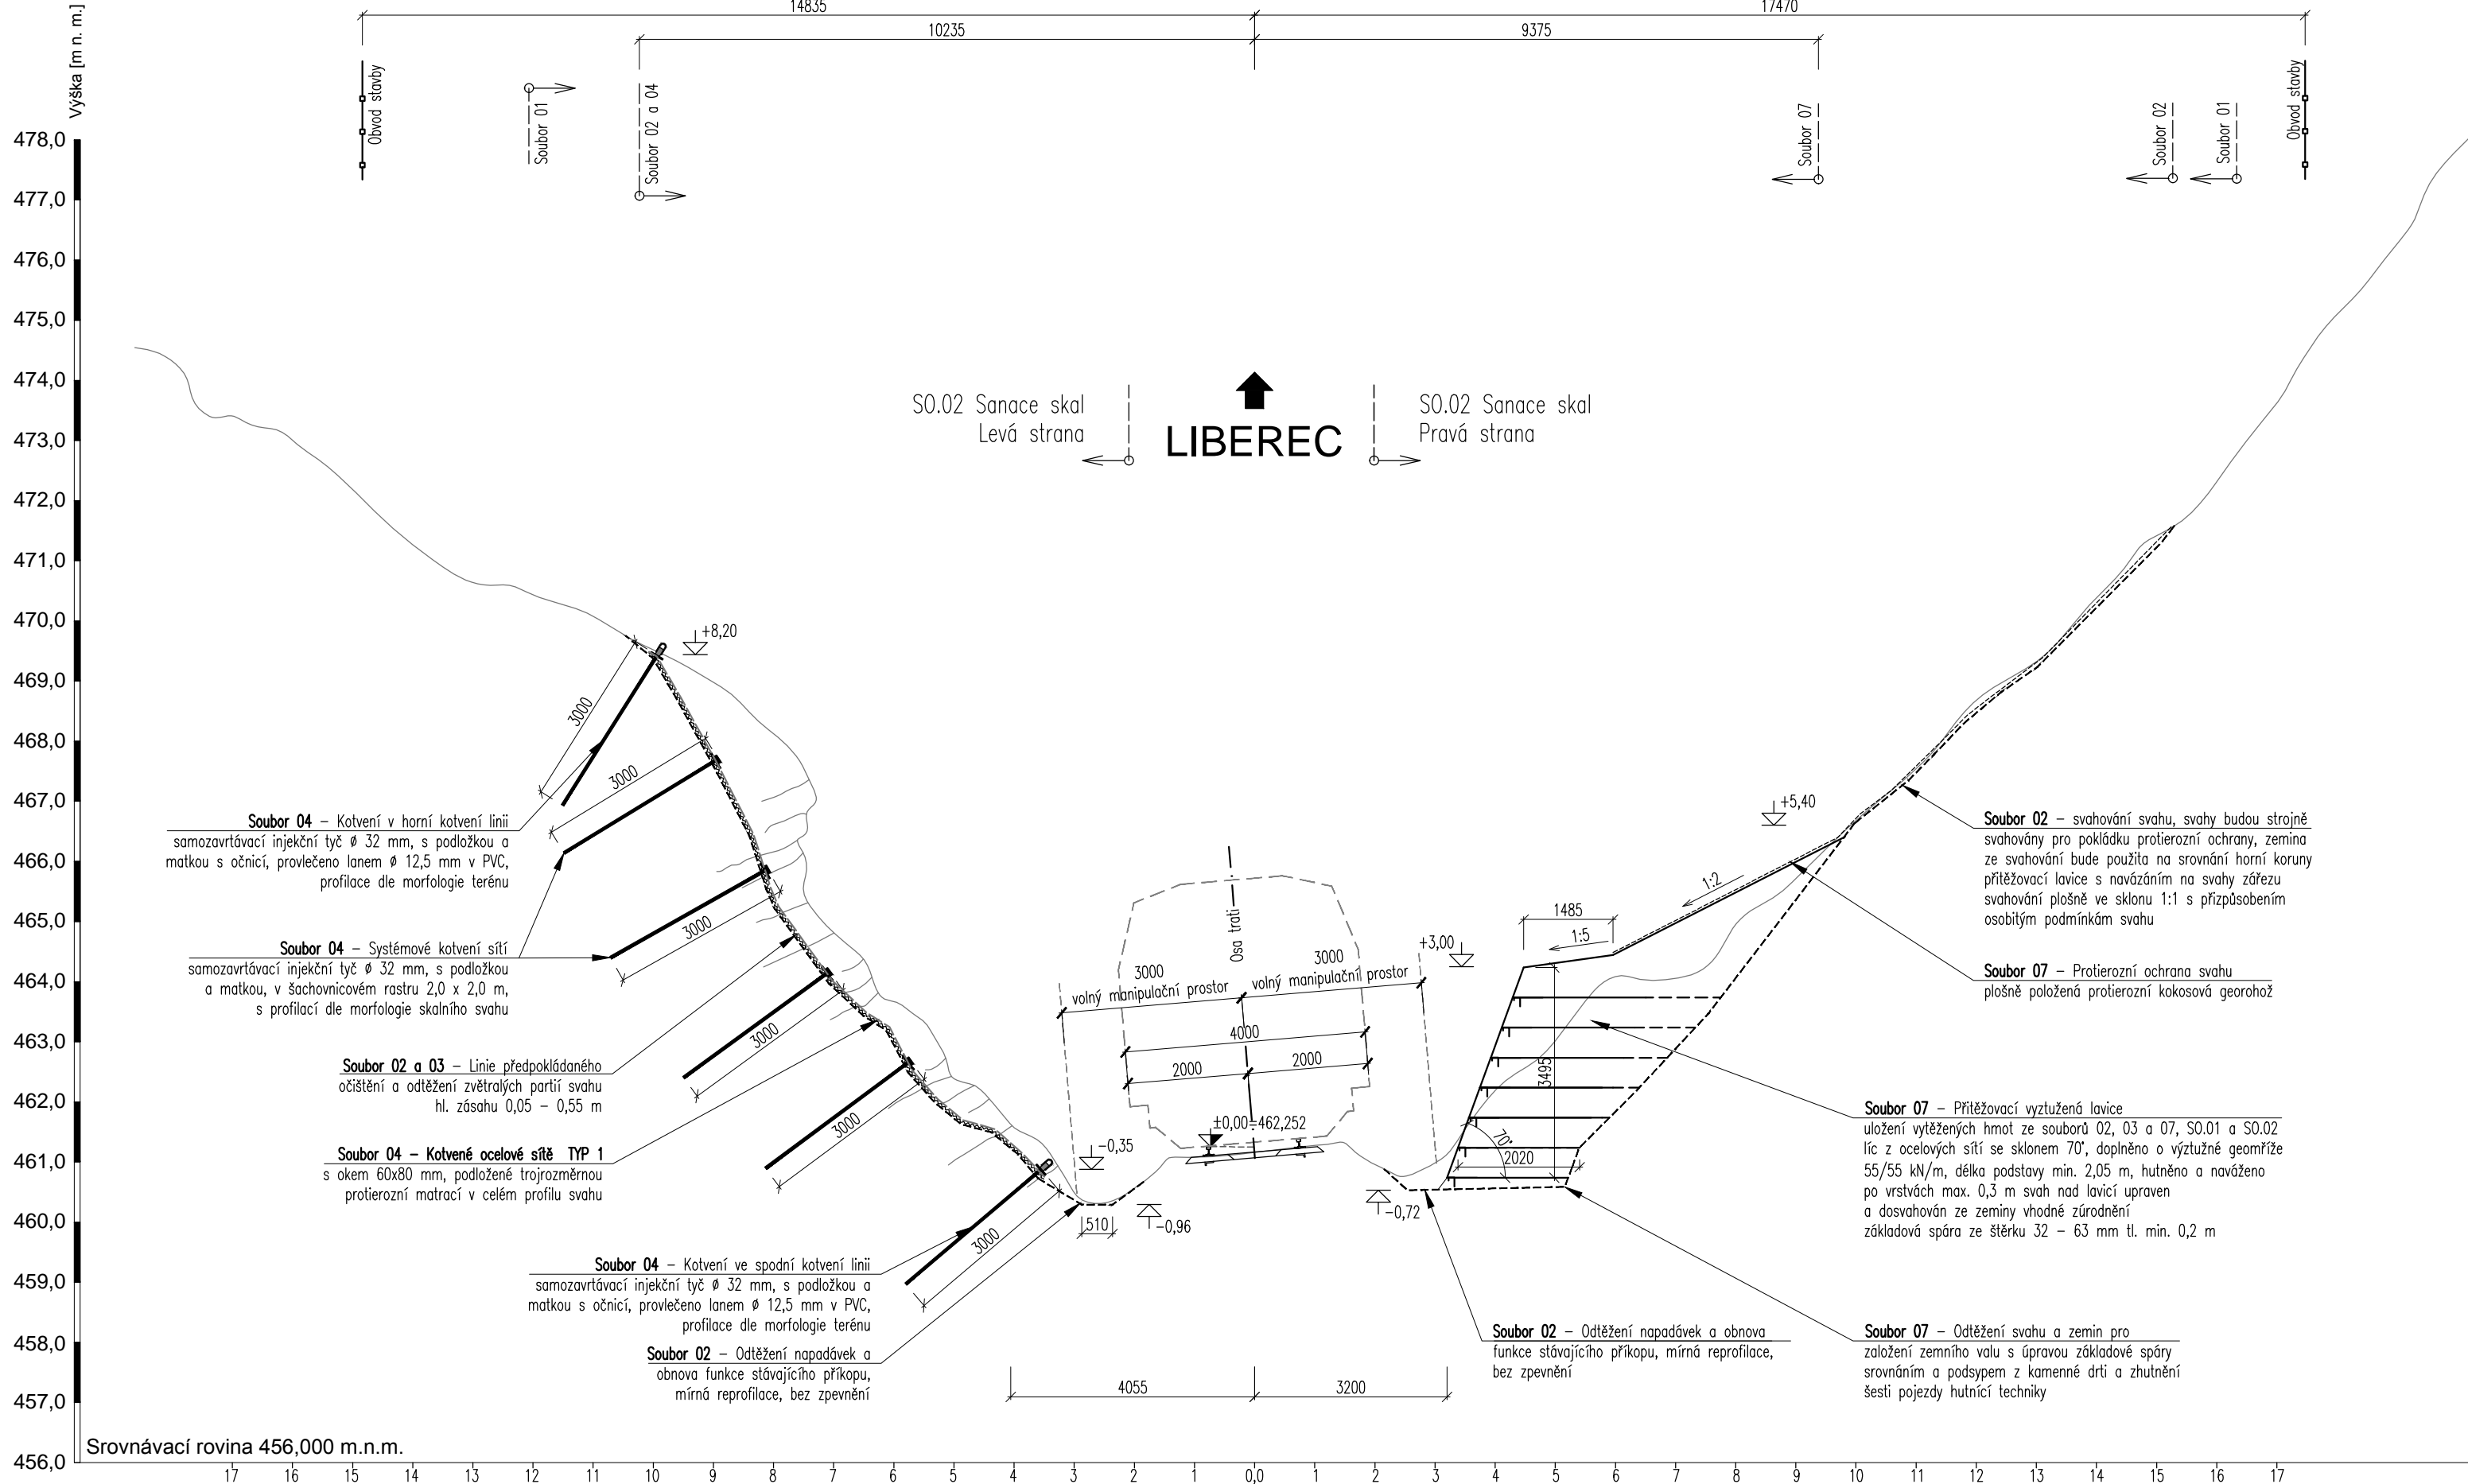 14835
17470
10235
9375
Výška [m n. m.]
Obvod stavby
Soubor 01
Soubor 02 a 04
Soubor 07
Soubor 02
Soubor 01
Obvod stavby
478,0
477,0
476,0
475,0
474,0
473,0
472,0
471,0
470,0
469,0
468,0
467,0
466,0
465,0
464,0
463,0
462,0
461,0
460,0
459,0
458,0
457,0
456,0
SO.02 Sanace skal
Levá strana
LIBEREC
SO.02 Sanace skal
Pravá strana
+8,20
3000
3000
3000
3000
3000
3000
Soubor 04 – Kotvení v horní kotvení linii
samozavrtávací injekční tyč ø 32 mm, s podložkou a
matkou s očnicí, provlečeno lanem ø 12,5 mm v PVC,
profilace dle morfologie terénu
Soubor 04 – Systémové kotvení sítí
samozavrtávací injekční tyč ø 32 mm, s podložkou
a matkou, v šachovnicovém rastru 2,0 x 2,0 m,
s profilací dle morfologie skalního svahu
Soubor 02 a 03 – Linie předpokládaného
očištění a odtěžení zvětralých partií svahu
hl. zásahu 0,05 – 0,55 m
Soubor 04 – Kotvené ocelové sítě TYP 1
s okem 60x80 mm, podložené trojrozměrnou
protierozní matrací v celém profilu svahu
Soubor 04 – Kotvení ve spodní kotvení linii
samozavrtávací injekční tyč ø 32 mm, s podložkou a
matkou s očnicí, provlečeno lanem ø 12,5 mm v PVC,
profilace dle morfologie terénu
Soubor 02 – Odtěžení napadávek a
obnova funkce stávajícího příkopu,
mírná reprofilace, bez zpevnění
Osa trati
3000
volný manipulační prostor
3000
volný manipulační prostor
4000
2000
2000
±0,00=462,252
-0,35
-0,96
510
-0,72
+3,00
+5,40
1485
1:5
1:2
3495
70°
2020
Soubor 02 – svahování svahu, svahy budou strojně
svahovány pro pokládku protierozní ochrany, zemina
ze svahování bude použita na srovnání horní koruny
přitěžovací lavice s navázáním na svahy zářezu
svahování plošně ve sklonu 1:1 s přizpůsobením
osobitým podmínkám svahu
Soubor 07 – Protierozní ochrana svahu
plošně položená protierozní kokosová georohož
Soubor 07 – Přitěžovací vyztužená lavice
uložení vytěžených hmot ze souborů 02, 03 a 07, SO.01 a SO.02
líc z ocelových sítí se sklonem 70°, doplněno o výztužné geomříže
55/55 kN/m, délka podstavy min. 2,05 m, hutněno a naváženo
po vrstvách max. 0,3 m svah nad lavicí upraven
a dosvahován ze zeminy vhodné zúrodnění
základová spára ze štěrku 32 – 63 mm tl. min. 0,2 m
Soubor 02 – Odtěžení napadávek a obnova
funkce stávajícího příkopu, mírná reprofilace,
bez zpevnění
Soubor 07 – Odtěžení svahu a zemin pro
založení zemního valu s úpravou základové spáry
srovnáním a podsypem z kamenné drti a zhutnění
šesti pojezdy hutnící techniky
4055
3200
Srovnávací rovina 456,000 m.n.m.
17 16 15 14 13 12 11 10 9 8 7 6 5 4 3 2 1 0,0 1 2 3 4 5 6 7 8 9 10 11 12 13 14 15 16 17